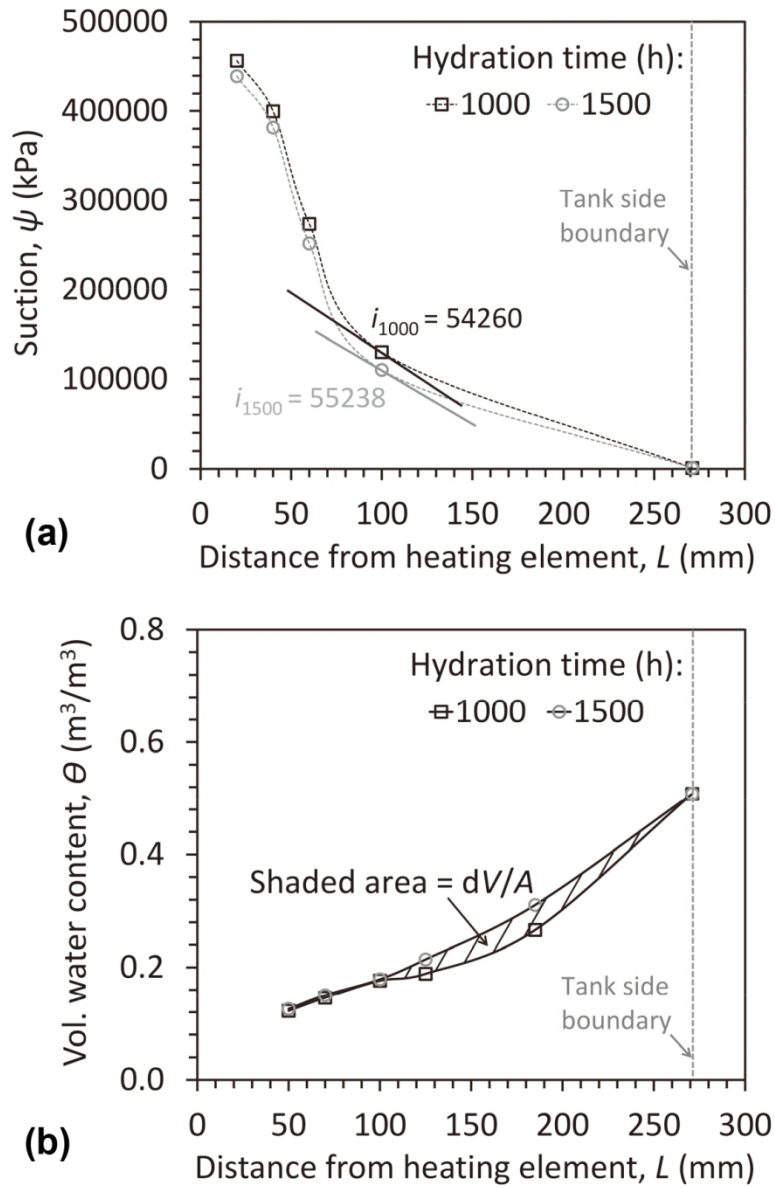 500000
400000
300000
200000
100000
0
Suction, ψ (kPa)
Hydration time (h):
1000 1500
Tank side
boundary
i1000 = 54260
i1500 = 55238
0 50 100 150 200 250 300
(a)
Distance from heating element, L (mm)
0.8
0.6
0.4
0.2
0.0
Vol. water content, Θ (m³/m³)
Hydration time (h):
1000 1500
Shaded area = dV/A
Tank side
boundary
0 50 100 150 200 250 300
(b)
Distance from heating element, L (mm)